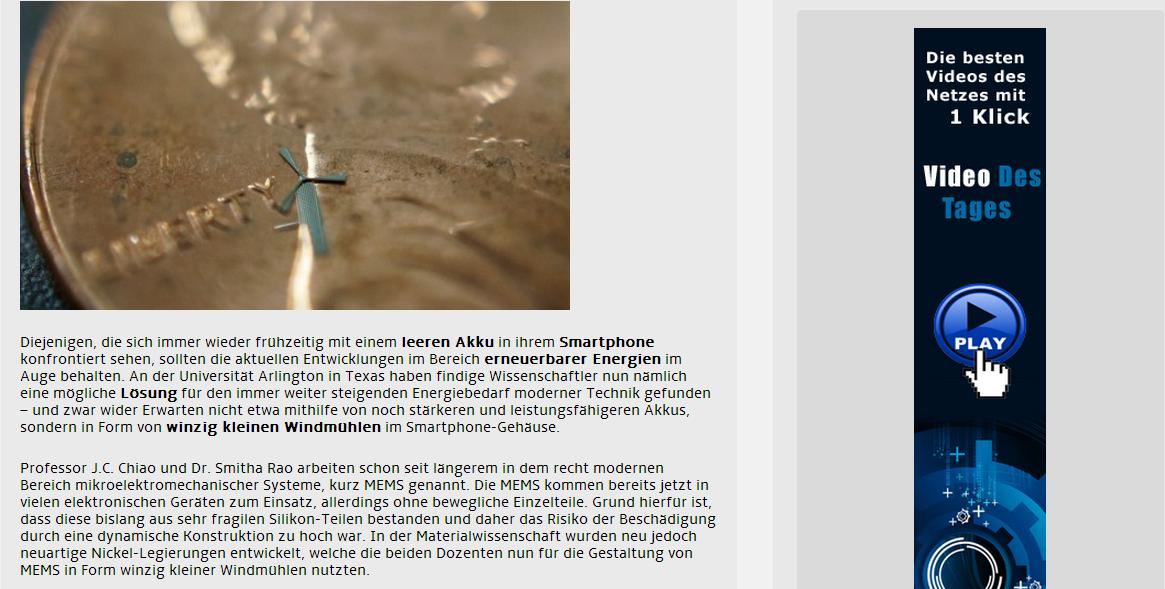 LIBERTY
Diejenigen, die sich immer wieder frühzeitig mit einem leeren Akku in ihrem Smartphone
konfrontiert sehen, sollten die aktuellen Entwicklungen im Bereich erneuerbarer Energien im
Auge behalten. An der Universität Arlington in Texas haben findige Wissenschaftler nun nämlich
eine mögliche Lösung für den immer weiter steigenden Energiebedarf moderner Technik gefunden
– und zwar wider Erwarten nicht etwa mithilfe von noch stärkeren und leistungsfähigeren Akkus,
sondern in Form von winzig kleinen Windmühlen im Smartphone-Gehäuse.
Professor J.C. Chiao und Dr. Smitha Rao arbeiten schon seit längerem in dem recht modernen
Bereich mikroelektromechanischer Systeme, kurz MEMS genannt. Die MEMS kommen bereits jetzt in
vielen elektronischen Geräten zum Einsatz, allerdings ohne bewegliche Einzelteile. Grund hierfür ist,
dass diese bislang aus sehr fragilen Silikon-Teilen bestanden und daher das Risiko der Beschädigung
durch eine dynamische Konstruktion zu hoch war. In der Materialwissenschaft wurden neu jedoch
neuartige Nickel-Legierungen entwickelt, welche die beiden Dozenten nun für die Gestaltung von
MEMS in Form winzig kleiner Windmühlen nutzten.
Die besten
Videos des
Netzes mit
1 Klick
Video Des
Tages
PLAY